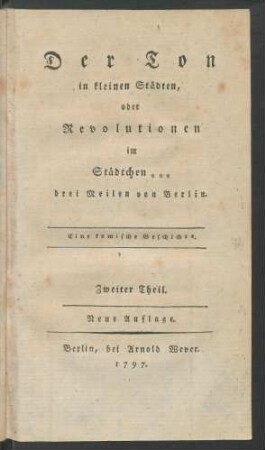 Der Ton
in kleinen Städten,
oder
Revolutionen
im
Städtchen...
drei Meilen von Berlin.
Eine komische Geschichte.
Zweiter Theil.
Neue Auflage.
Berlin, bei Arnold Wever.
1797.